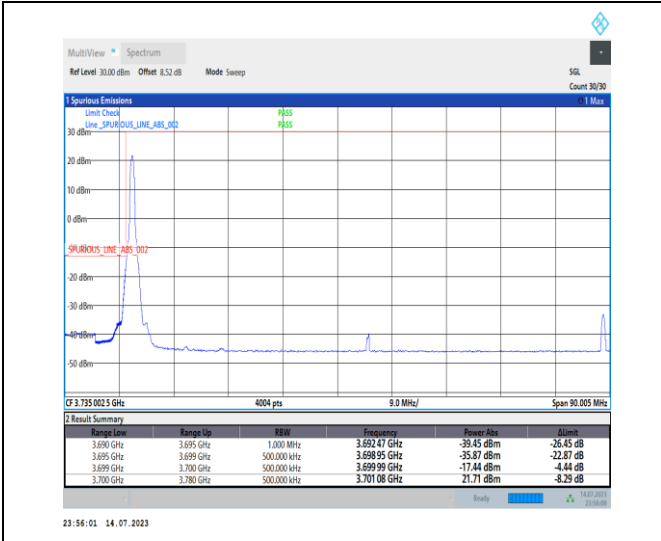 MultiView Spectrum
Ref Level 30.00 dBm Offset 8.52 dB Mode Sweep SGL
Count 30/30
1 Spurious Emissions 1 Max
Limit Check PASS
Line _SPURIOUS_LINE_ABS_002 PASS
30 dBm
20 dBm
10 dBm
0 dBm
_SPURIOUS_LINE_ABS_002
-20 dBm
-30 dBm
-40 dBm
-50 dBm
CF 3.735 002 5 GHz 4004 pts 9.0 MHz/ Span 90.005 MHz
2 Result Summary
Range Low Range Up RBW Frequency Power Abs ΔLimit
3.690 GHz 3.695 GHz 1.000 MHz 3.692 47 GHz -39.45 dBm -26.45 dB
3.695 GHz 3.699 GHz 500.000 kHz 3.698 95 GHz -35.87 dBm -22.87 dB
3.699 GHz 3.700 GHz 500.000 kHz 3.699 99 GHz -17.44 dBm -4.44 dB
3.700 GHz 3.780 GHz 500.000 kHz 3.701 08 GHz 21.71 dBm -8.29 dB
Ready 14.07.2023
23:56:00
23:56:01 14.07.2023